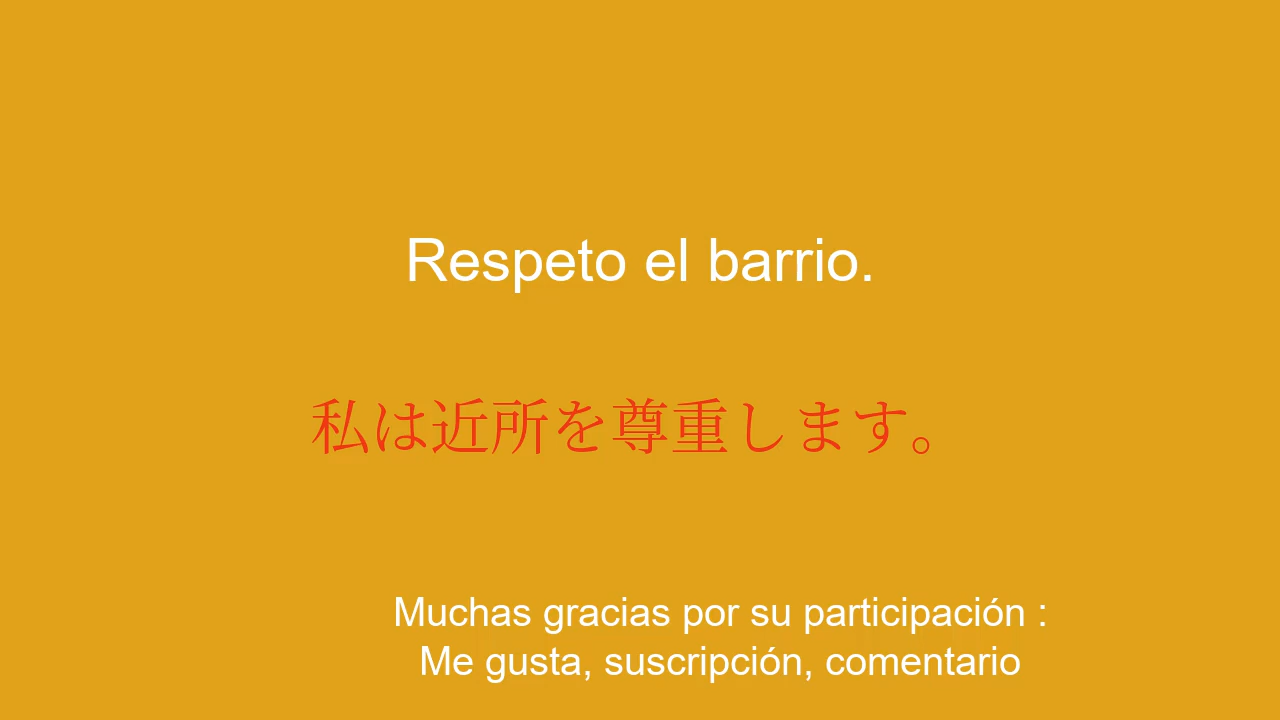 Respeto el barrio.
私は近所を尊重します。
Muchas gracias por su participación :
Me gusta, suscripción, comentario